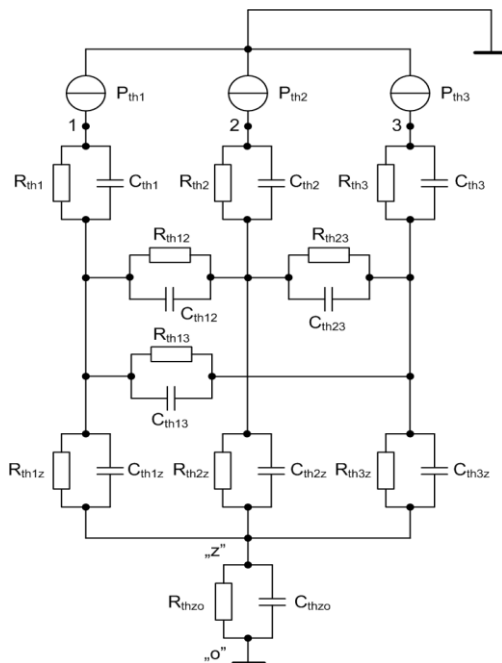 Pth1
Pth2
Pth3
1
2
3
Rth1
Cth1
Rth2
Cth2
Rth3
Cth3
Rth12
Rth23
Cth12
Cth23
Rth13
Cth13
Rth1z
Cth1z
Rth2z
Cth2z
Rth3z
Cth3z
„z”
Rthzo
Cthzo
„o”